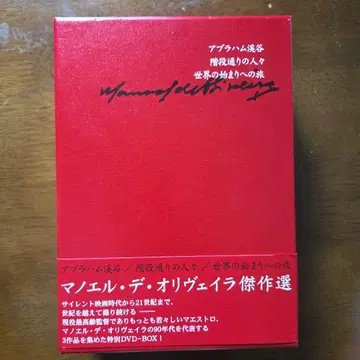 アブラハム渓谷
階段通りの人々
世界の始まりへの旅
Manoel de Oliveira
アブラハム渓谷 / 階段通りの人々 / 世界の始まりへの旅
マノエル・デ・オリヴェイラ傑作選
サイレント映画時代から21世紀まで、
世紀を越えて撮り続ける ――
現役最高齢監督でありもっとも若々しいマエストロ、
マノエル・デ・オリヴェイラの90年代を代表する
3作品を集めた特別DVD-BOX!